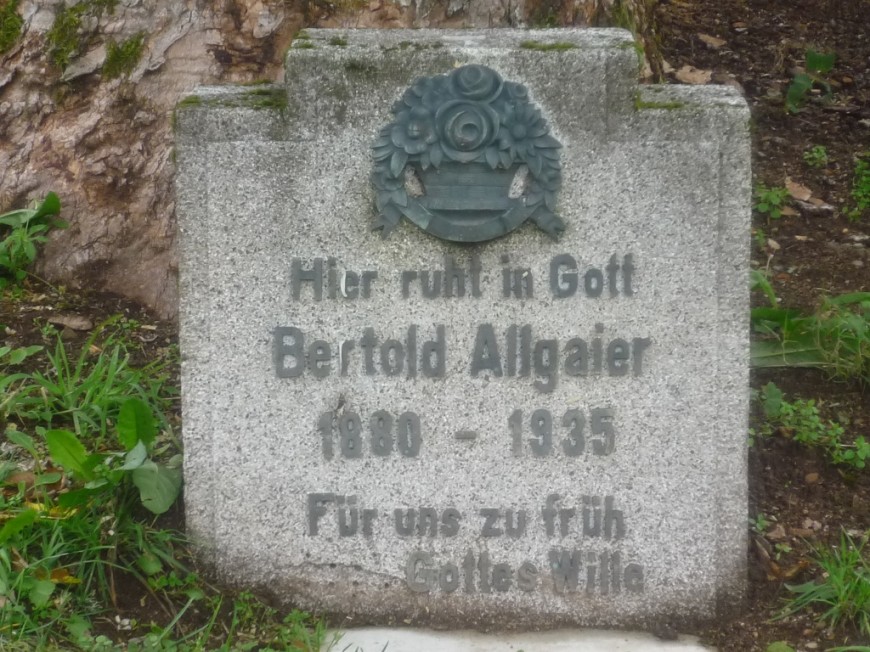 Hier ruht in Gott
Bertold Allgaier
1880 - 1935
Für uns zu früh
Gottes Wille